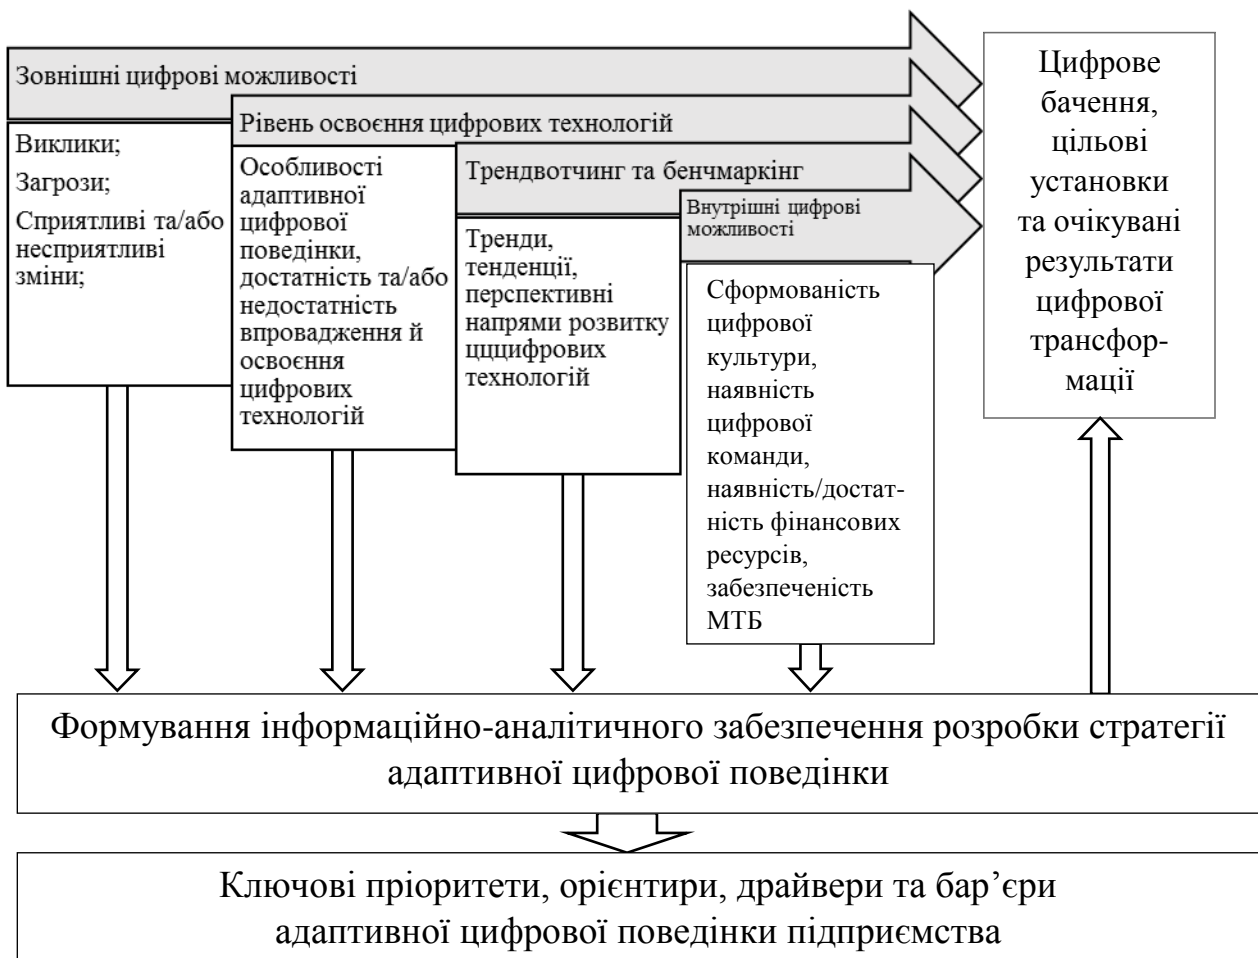 Зовнішні цифрові можливості
Виклики;
Загрози;
Сприятливі та/або
несприятливі
зміни;
Рівень освоєння цифрових технологій
Особливості
адаптивної
цифрової
поведінки,
достатність та/або
недостатність
впровадження й
освоєння
цифрових
технологій
Трендвотчинг та бенчмаркінг
Тренди,
тенденції,
перспективні
напрями розвитку
цццифрових
технологій
Внутрішні цифрові
можливості
Сформованість
цифрової
культури,
наявність
цифрової
команди,
наявність/достат-
ність фінансових
ресурсів,
забезпеченість
МТБ
Цифрове
бачення,
цільові
установки
та очікувані
результати
цифрової
трансфор-
мації
Формування інформаційно-аналітичного забезпечення розробки стратегії
адаптивної цифрової поведінки
Ключові пріоритети, орієнтири, драйвери та бар’єри
адаптивної цифрової поведінки підприємства